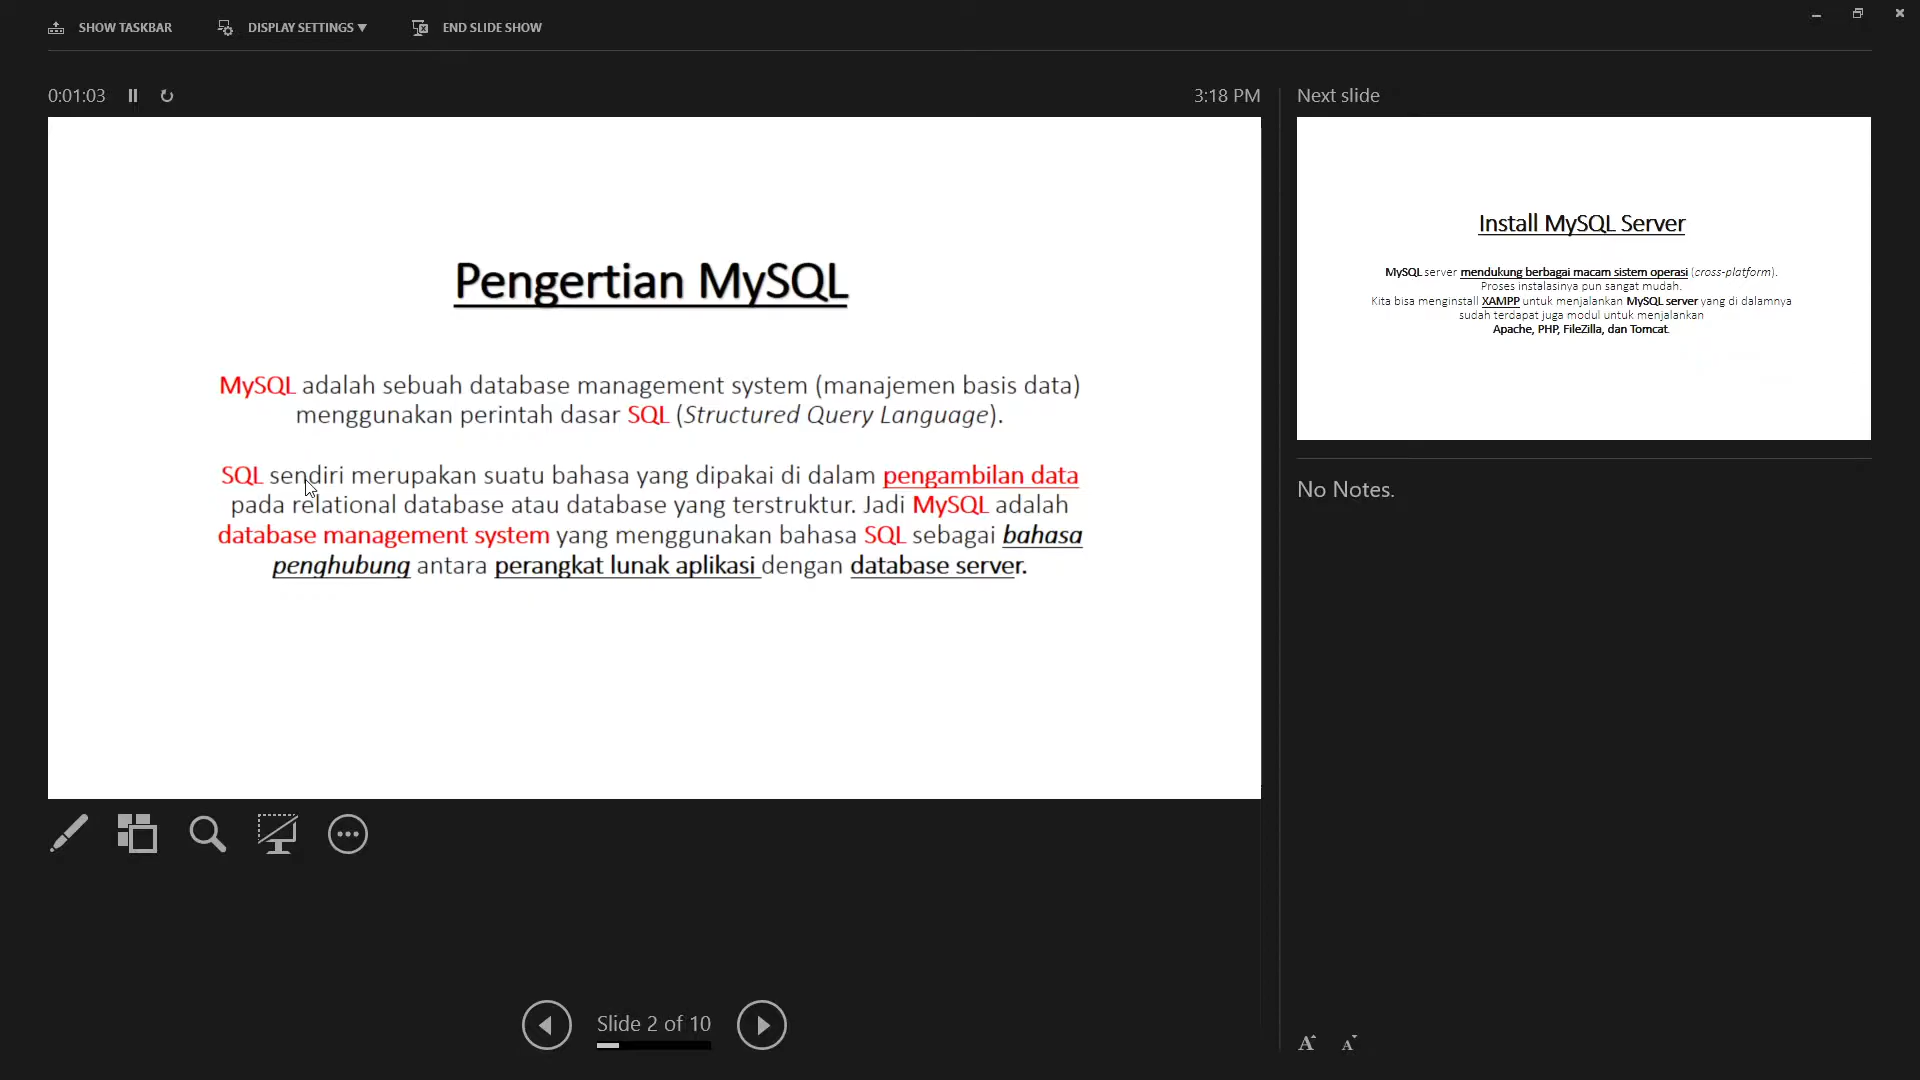 SHOW TASKBAR
DISPLAY SETTINGS
END SLIDE SHOW
0:01:03
3:18 PM
Pengertian MySQL
MySQL adalah sebuah database management system (manajemen basis data)
menggunakan perintah dasar SQL (Structured Query Language).
SQL sendiri merupakan suatu bahasa yang dipakai di dalam pengambilan data
pada relational database atau database yang terstruktur. Jadi MySQL adalah
database management system yang menggunakan bahasa SQL sebagai bahasa
penghubung antara perangkat lunak aplikasi dengan database server.
Slide 2 of 10
Next slide
Install MySQL Server
MySQL server mendukung berbagai macam sistem operasi (cross-platform).
Proses instalasinya pun sangat mudah.
Kita bisa menginstall XAMPP untuk menjalankan MySQL server yang di dalamnya
sudah terdapat juga modul untuk menjalankan
Apache, PHP, FileZilla, dan Tomcat.
No Notes.
A A